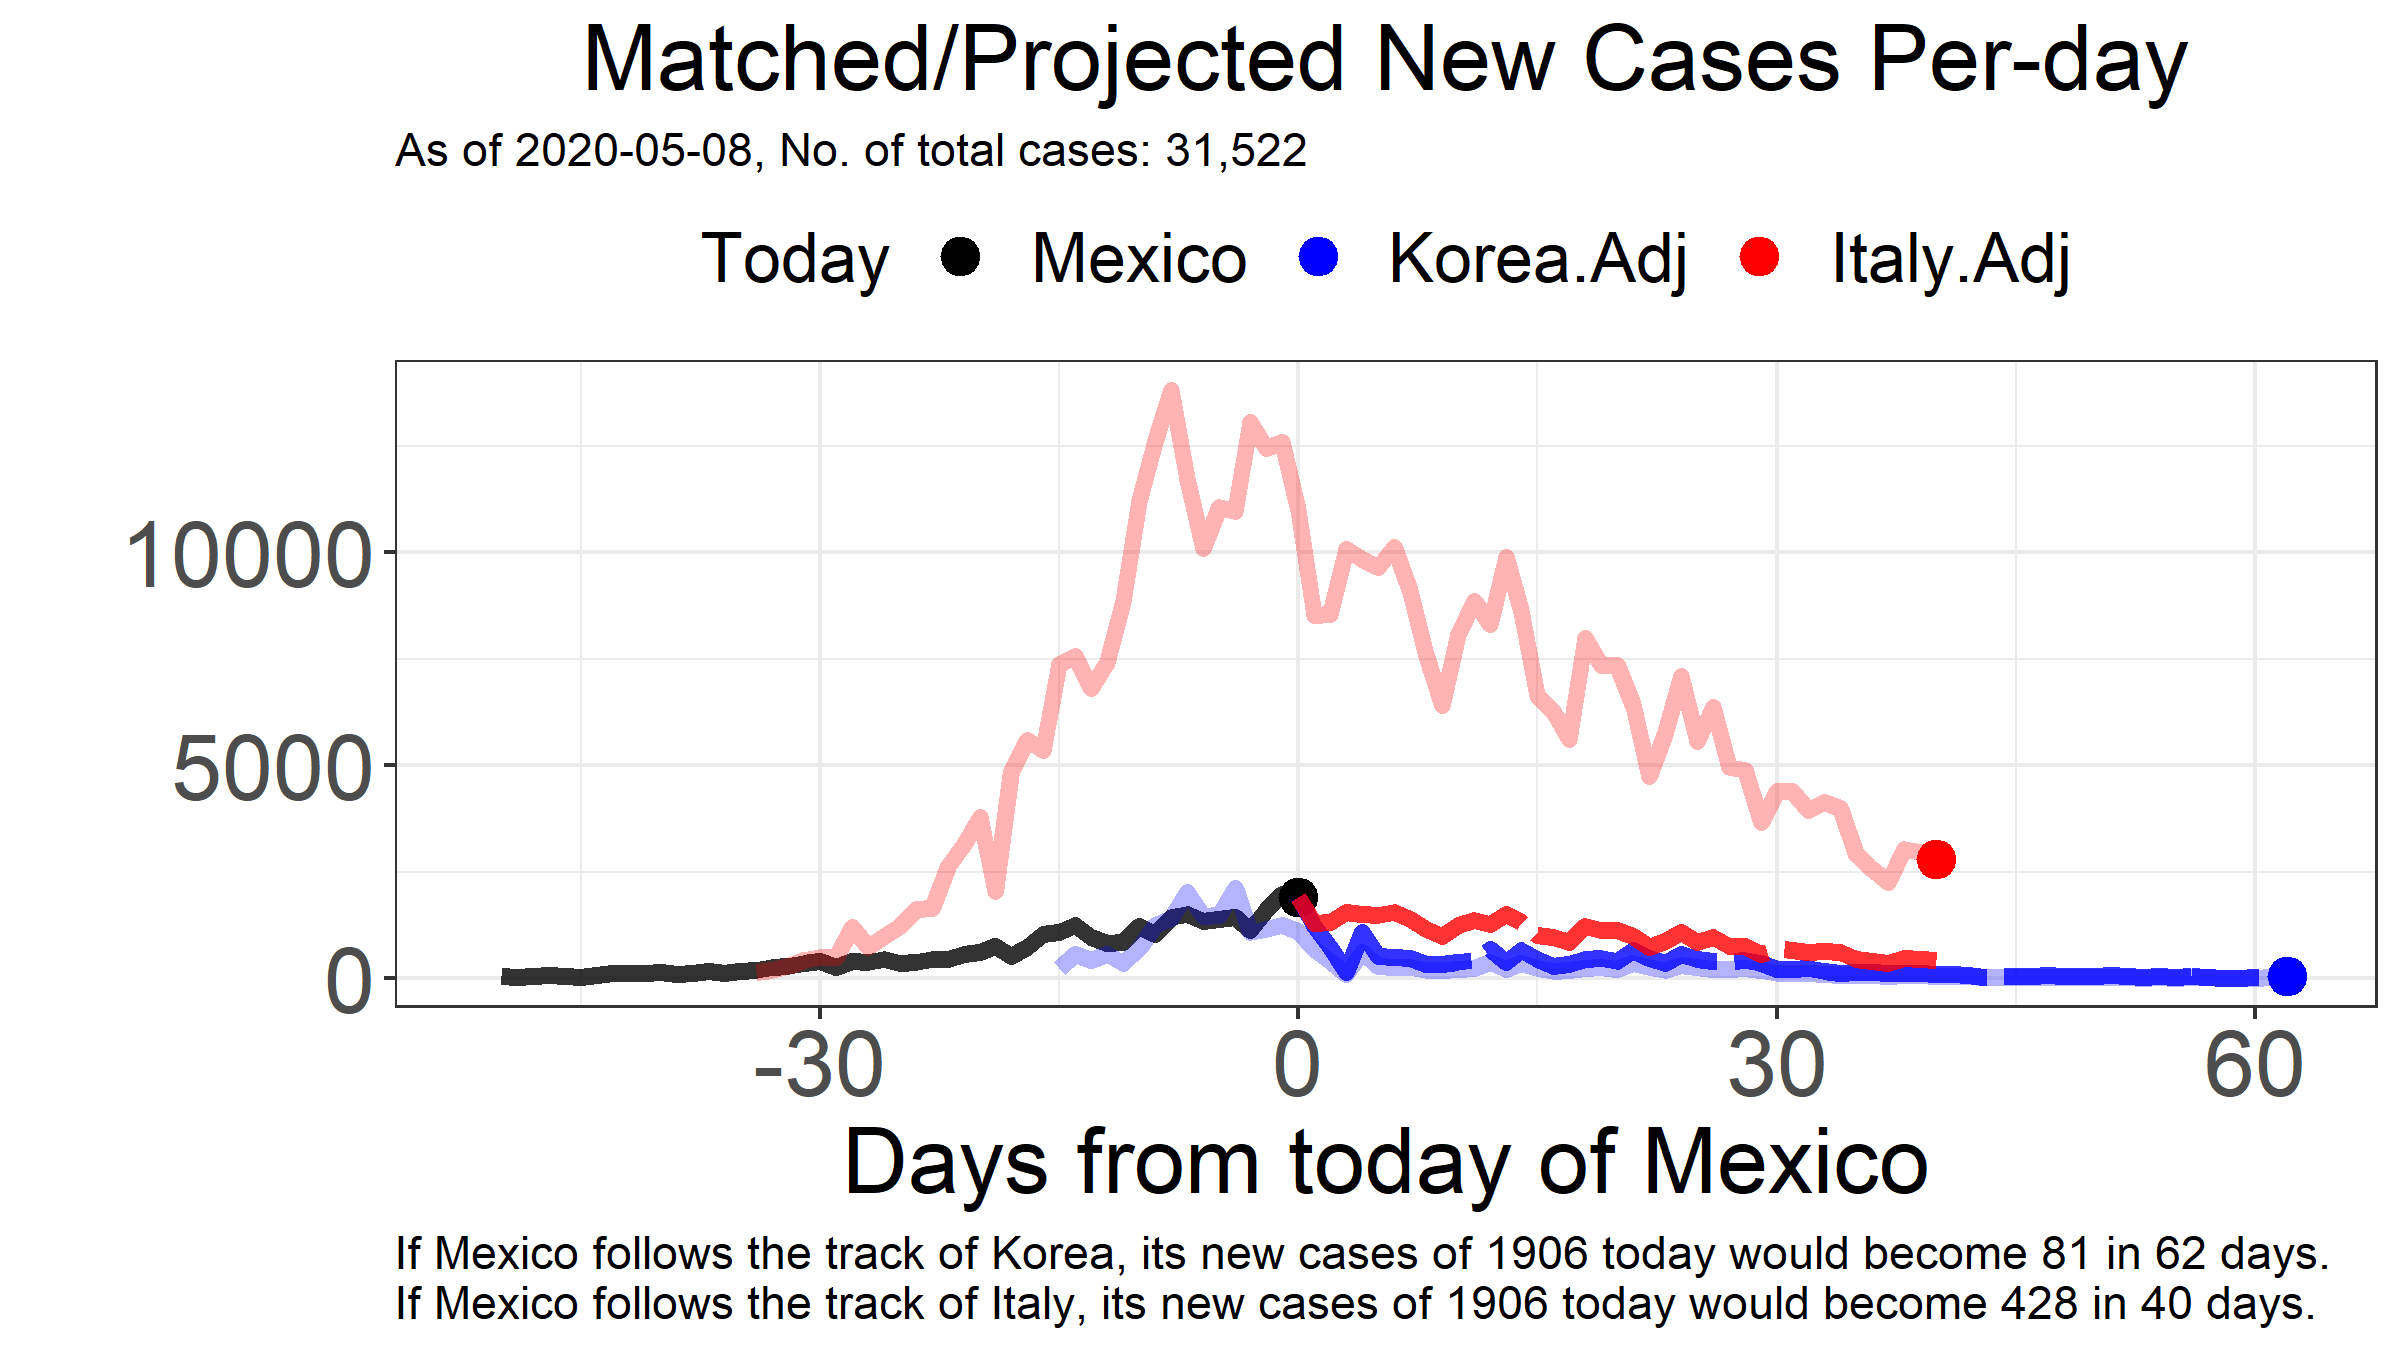 Matched/Projected New Cases Per-day
As of 2020-05-08, No. of total cases: 31,522
Today Mexico Korea.Adj Italy.Adj
10000
5000
0
-30 0 30 60
Days from today of Mexico
If Mexico follows the track of Korea, its new cases of 1906 today would become 81 in 62 days.
If Mexico follows the track of Italy, its new cases of 1906 today would become 428 in 40 days.